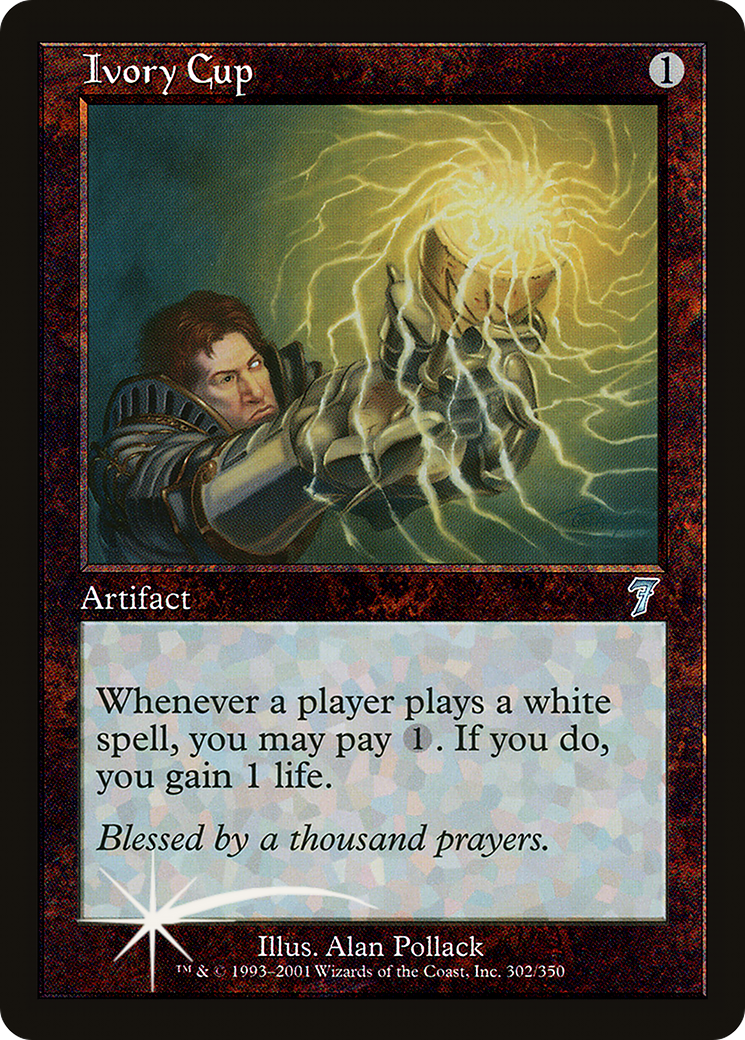 Ivory Cup
1
Artifact
7
Whenever a player plays a white
spell, you may pay 1. If you do,
you gain 1 life.
Blessed by a thousand prayers.
Illus. Alan Pollack
™ & © 1993–2001 Wizards of the Coast, Inc. 302/350